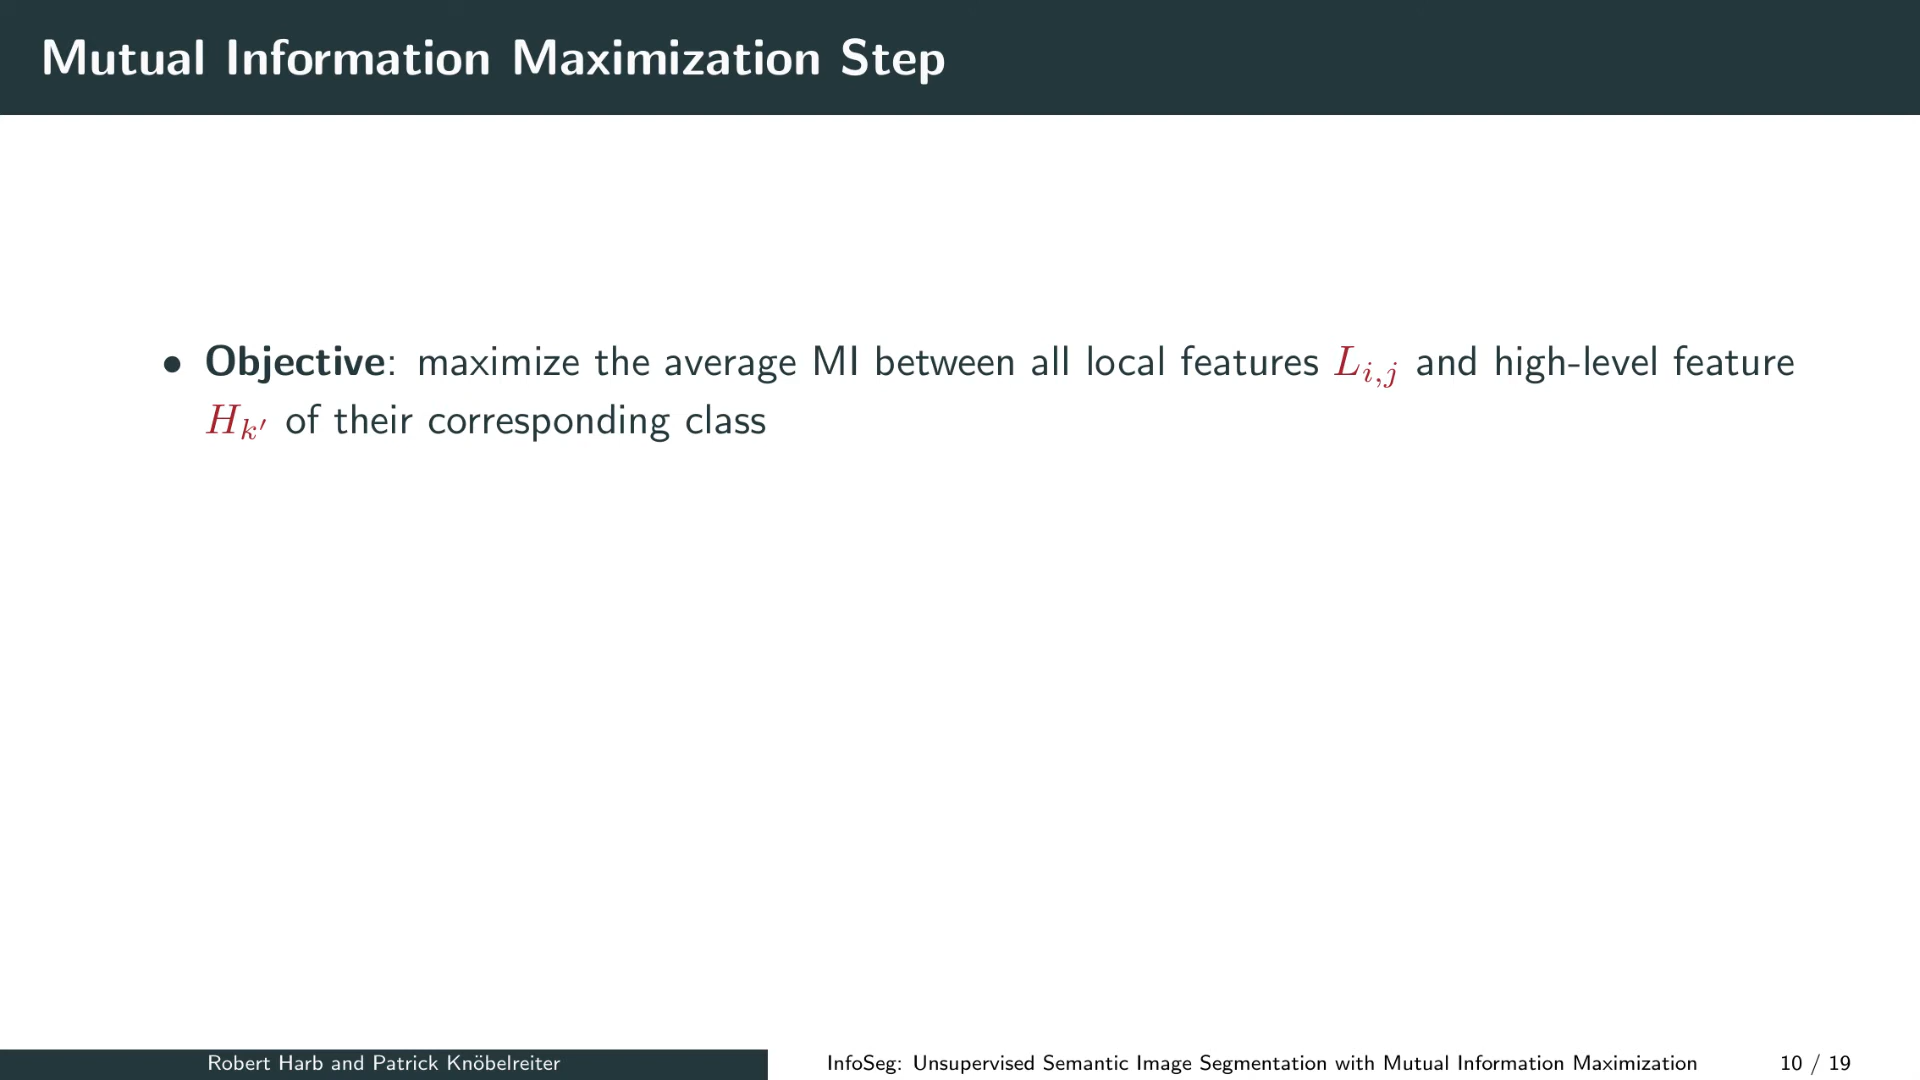 Mutual Information Maximization Step
• Objective: maximize the average MI between all local features L_{i,j} and high-level feature
H_{k′} of their corresponding class
Robert Harb and Patrick Knöbelreiter
InfoSeg: Unsupervised Semantic Image Segmentation with Mutual Information Maximization
10 / 19